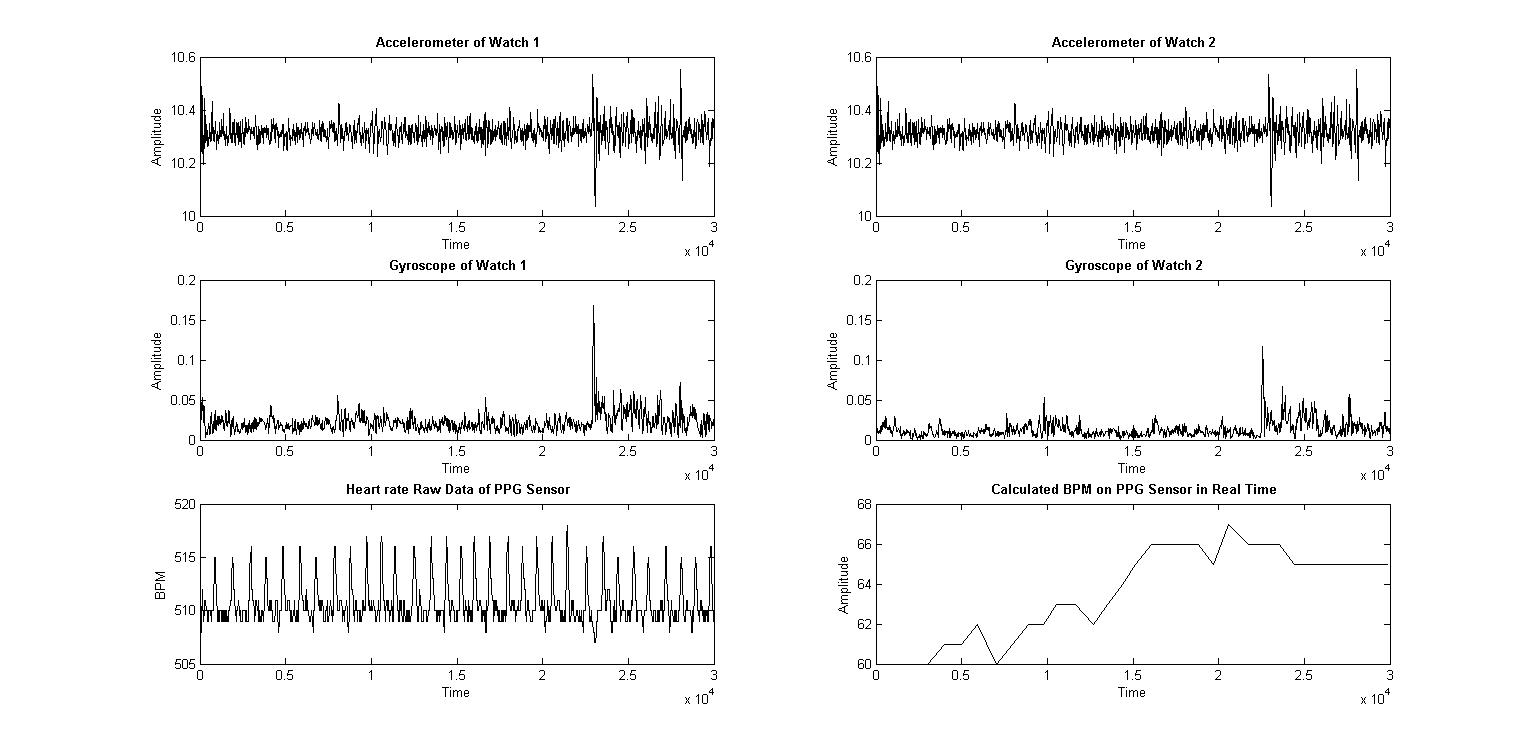 Accelerometer of Watch 1
10.6
10.4
10.2
10
Amplitude
0 0.5 1 1.5 2 2.5 3
Time
x 10^4
Accelerometer of Watch 2
10.6
10.4
10.2
10
Amplitude
0 0.5 1 1.5 2 2.5 3
Time
x 10^4
Gyroscope of Watch 1
0.2
0.15
0.1
0.05
0
Amplitude
0 0.5 1 1.5 2 2.5 3
Time
x 10^4
Gyroscope of Watch 2
0.2
0.15
0.1
0.05
0
Amplitude
0 0.5 1 1.5 2 2.5 3
Time
x 10^4
Heart rate Raw Data of PPG Sensor
520
515
510
505
BPM
0 0.5 1 1.5 2 2.5 3
Time
x 10^4
Calculated BPM on PPG Sensor in Real Time
68
66
64
62
60
Amplitude
0 0.5 1 1.5 2 2.5 3
Time
x 10^4